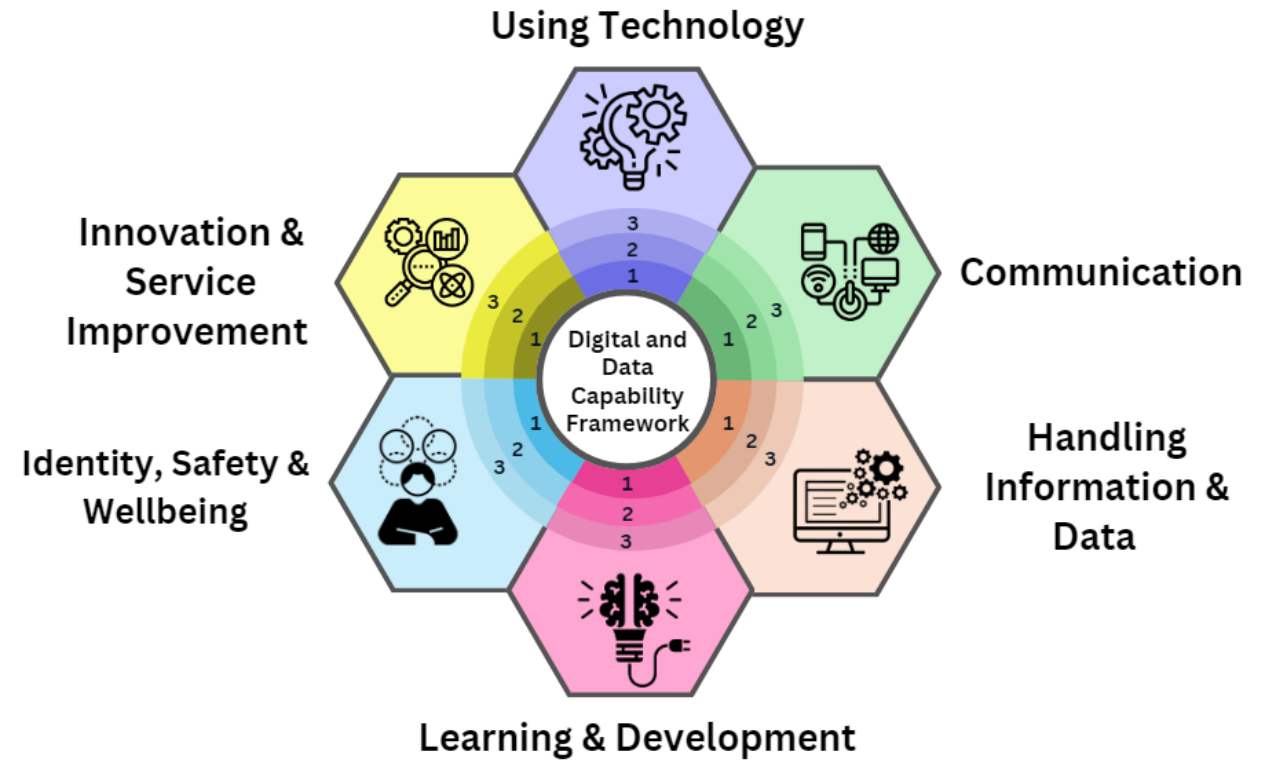 Using Technology
3
2
1
Innovation &
Service
Improvement
3
2
1
Communication
1
2
3
Digital and
Data
Capability
Framework
Identity, Safety &
Wellbeing
1
2
3
Handling
Information &
Data
1
2
3
1
2
3
Learning & Development